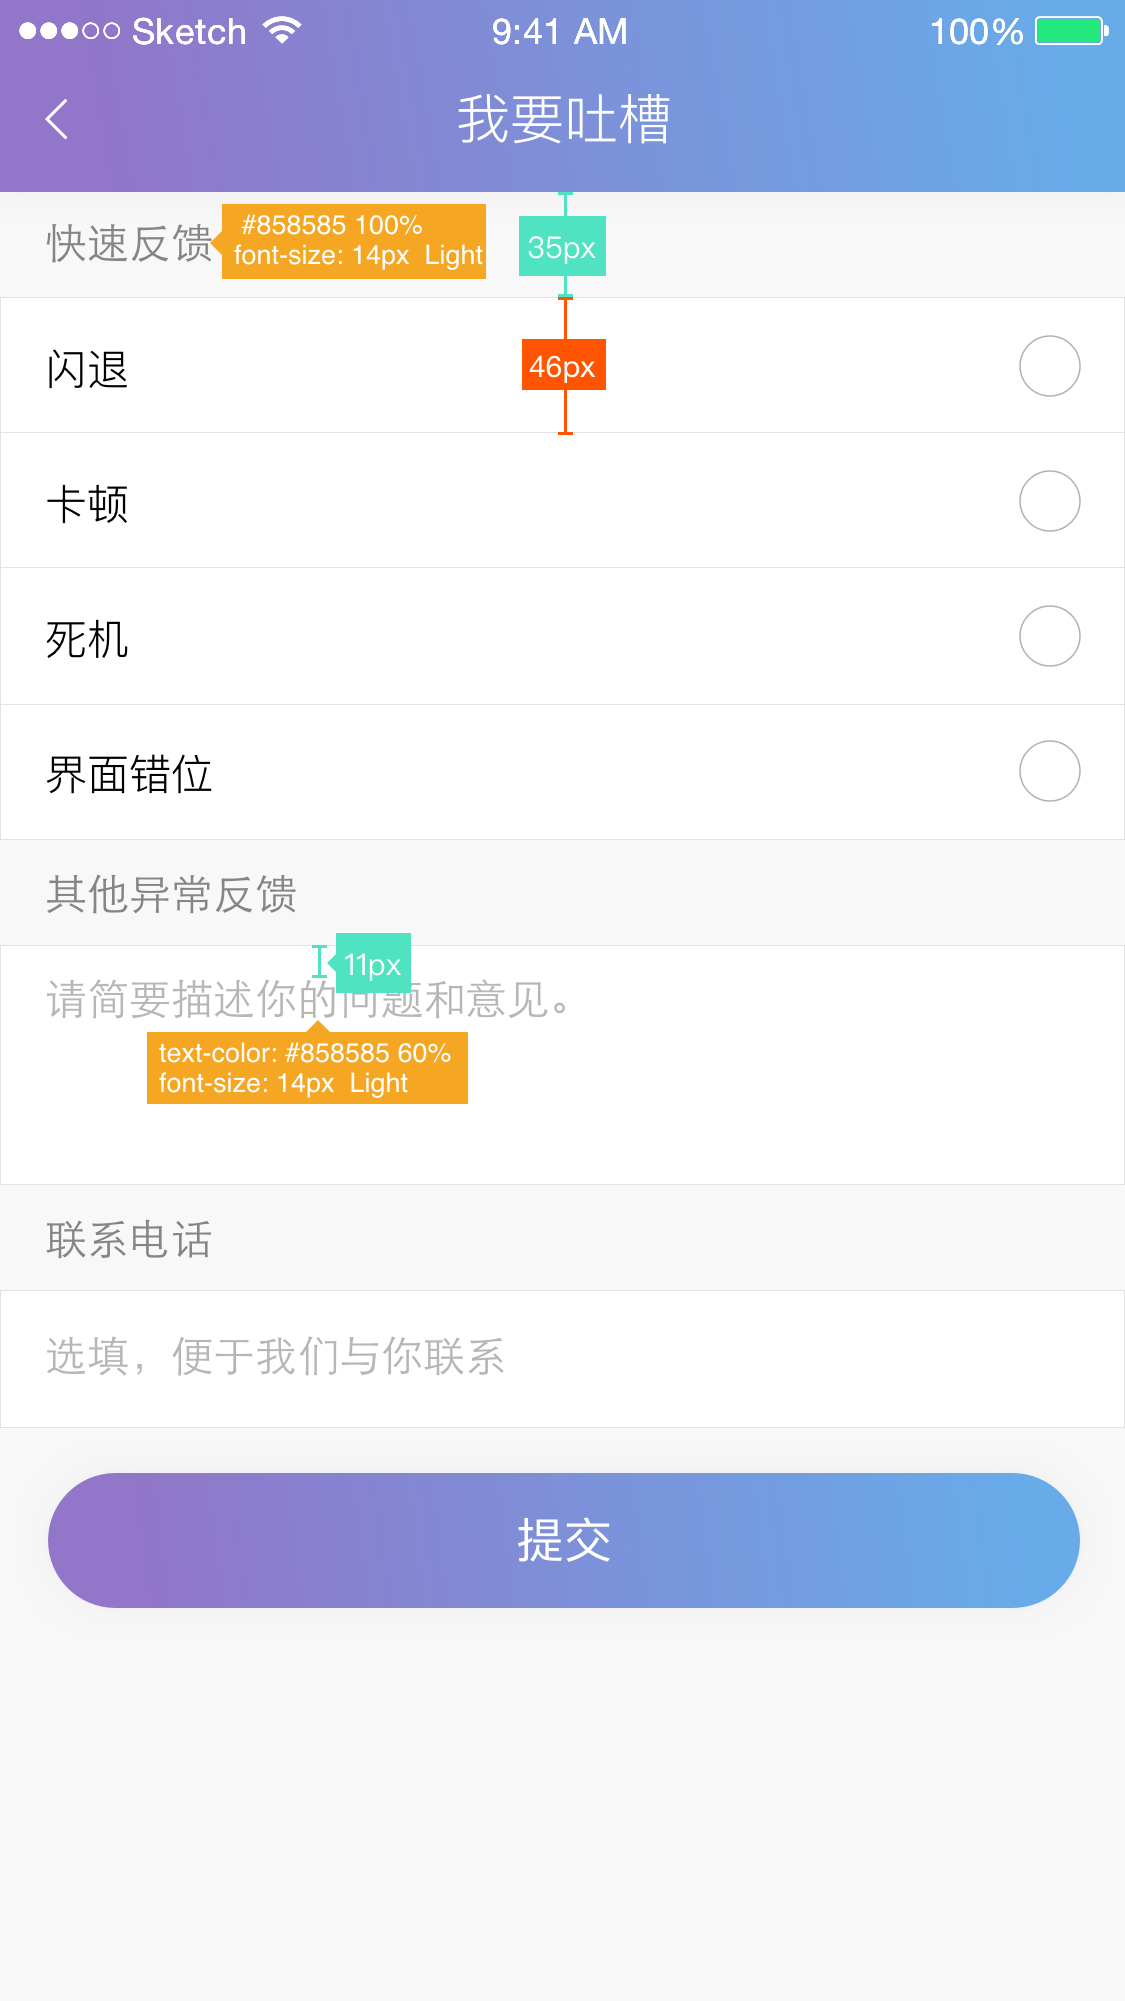 Sketch 9:41 AM 100%
我要吐槽
快速反馈
#858585 100%
font-size: 14px Light
35px
闪退
46px
卡顿
死机
界面错位
其他异常反馈
11px
请简要描述你的问题和意见。
text-color: #858585 60%
font-size: 14px Light
联系电话
选填，便于我们与你联系
提交